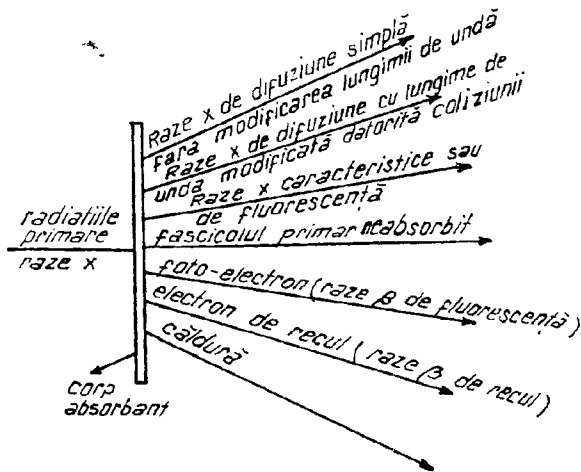 Raze x de difuziune simplă
fara modificarea lungimii de undă
Raze x de difuziune cu lungime de
undă modificată datorită coliziunii
Raze x caracteristice sau
de fluorescență
radiatiile
primare
raze x
fascicolul primar neabsorbit
foto-electron (raze β de fluorescență)
electron de recul (raze β de recul)
căldură
corp
absorbant